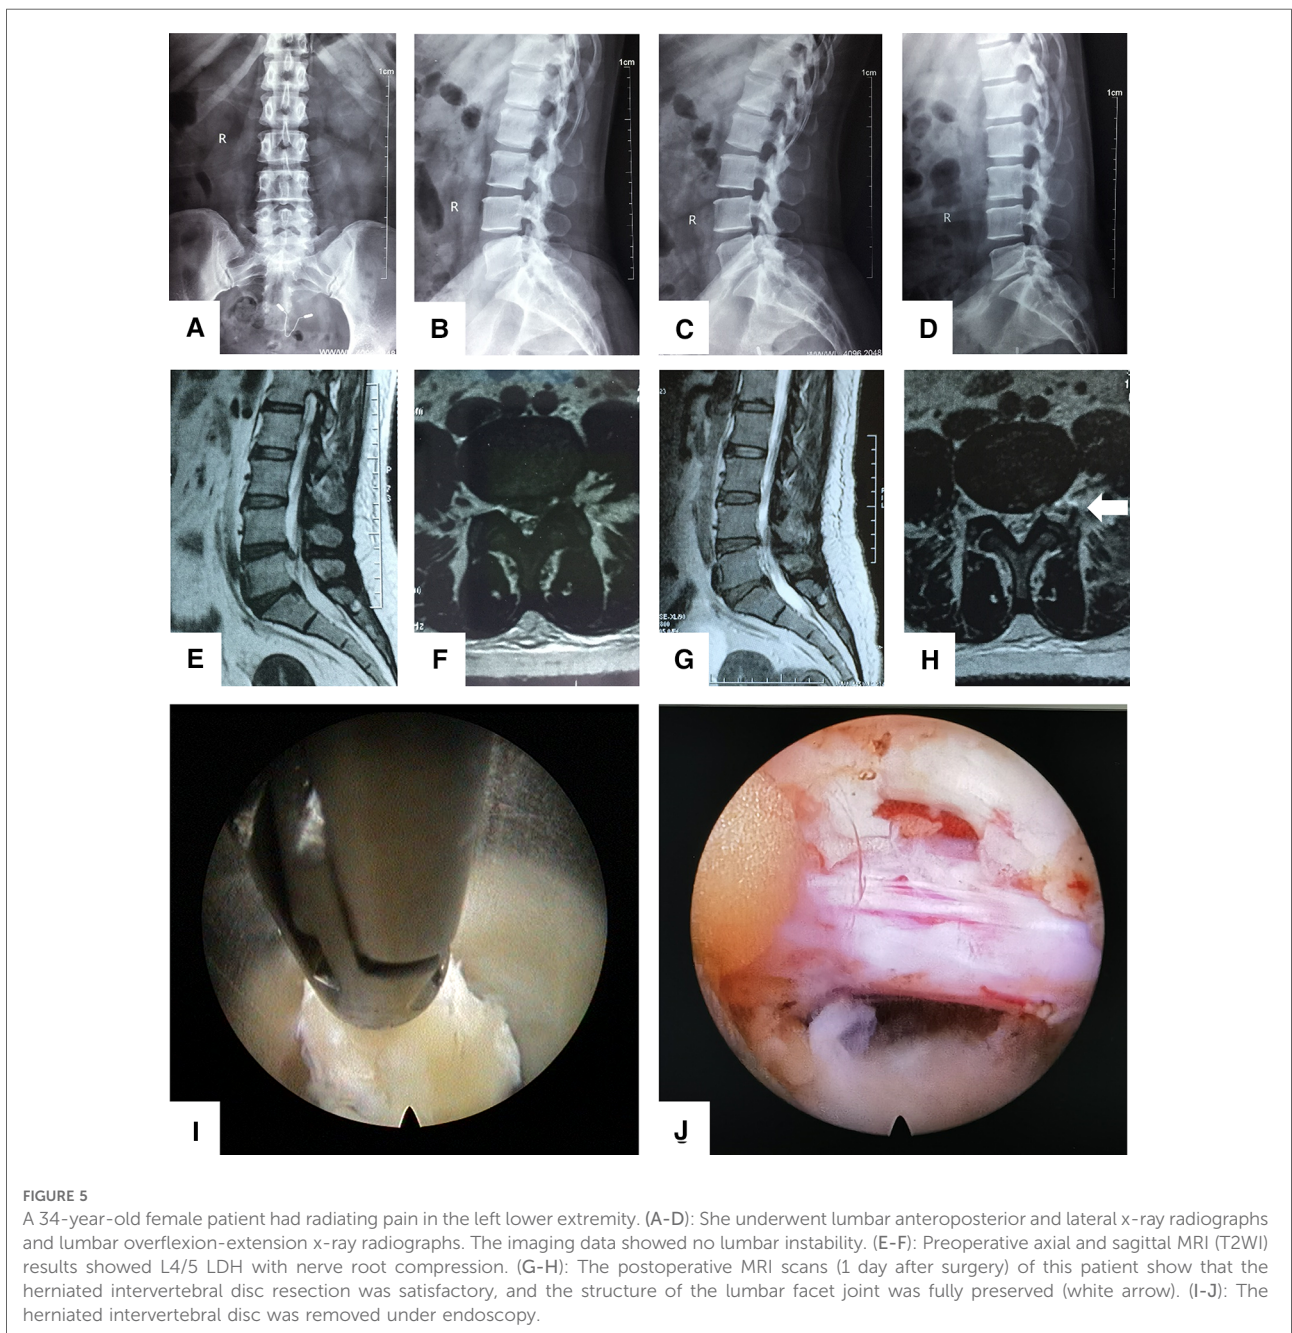 1cm
R
A
1cm
R
B
1cm
R
C
4096.2048
1cm
R
D
E
F
G
H
I
J
FIGURE 5
A 34-year-old female patient had radiating pain in the left lower extremity. (A-D): She underwent lumbar anteroposterior and lateral x-ray radiographs
and lumbar overflexion-extension x-ray radiographs. The imaging data showed no lumbar instability. (E-F): Preoperative axial and sagittal MRI (T2WI)
results showed L4/5 LDH with nerve root compression. (G-H): The postoperative MRI scans (1 day after surgery) of this patient show that the
herniated intervertebral disc resection was satisfactory, and the structure of the lumbar facet joint was fully preserved (white arrow). (I-J): The
herniated intervertebral disc was removed under endoscopy.